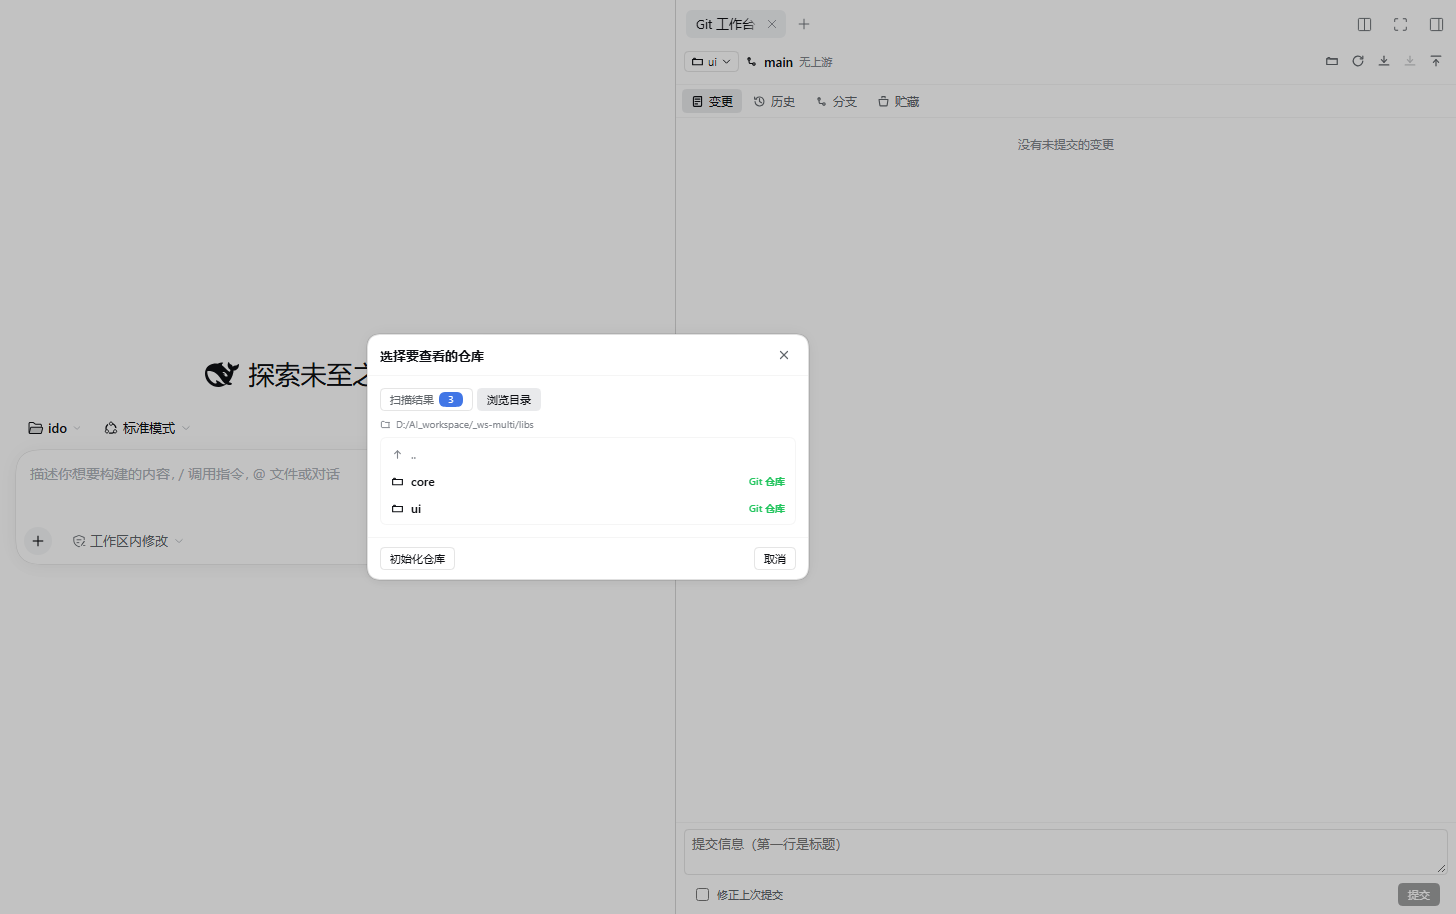 Git 工作台
ui
main 无上游
变更 历史 分支 贮藏
没有未提交的变更
探索未至之
ido 标准模式
描述你想要构建的内容, / 调用指令, @ 文件或对话
工作区内修改
选择要查看的仓库
扫描结果 3 浏览目录
D:/AI_workspace/_ws-multi/libs
..
core Git 仓库
ui Git 仓库
初始化仓库 取消
提交信息（第一行是标题）
修正上次提交 提交